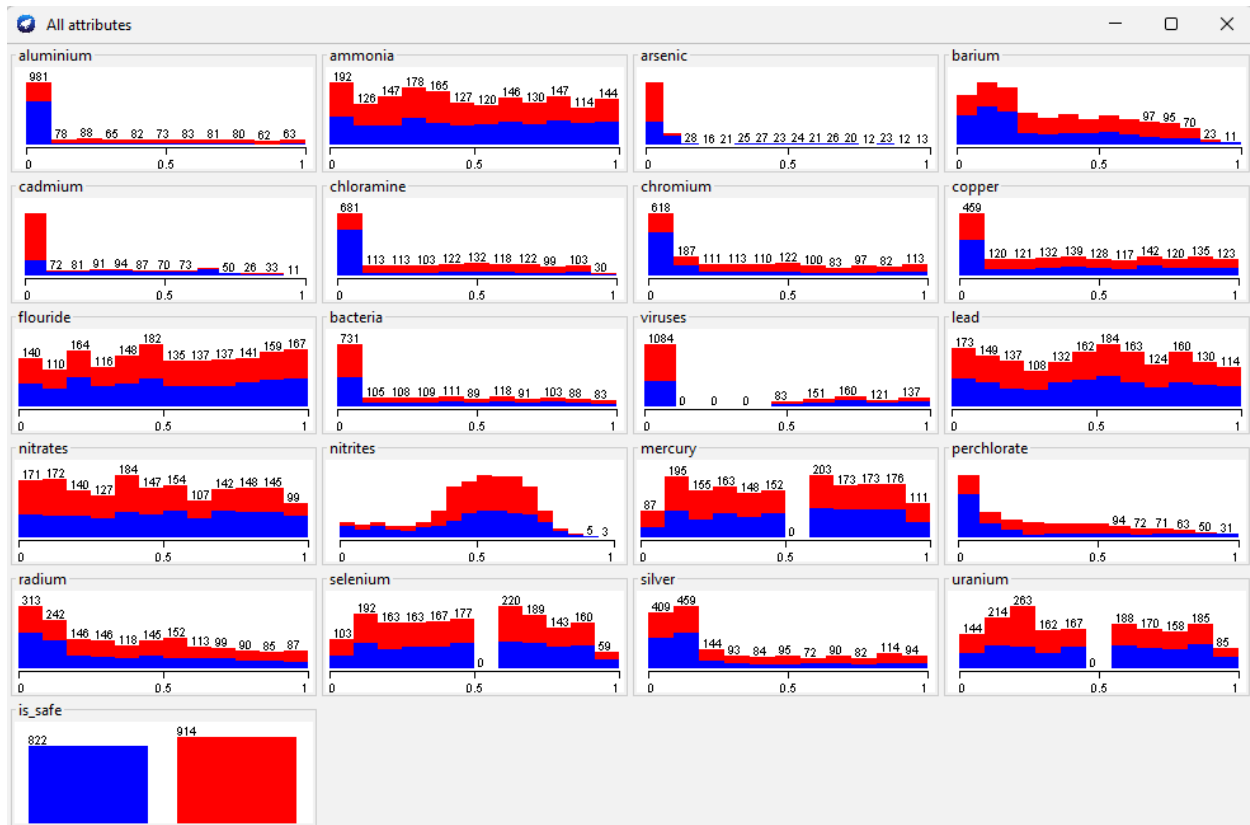 All attributes
aluminium ammonia arsenic barium
981
78 88 65 82 73 83 81 80 62 63
0 0.5 1
192 126 147 178 165 127 120 146 130 147 114 144
0 0.5 1
28 16 21 25 27 23 24 21 26 20 12 23 12 13
0 0.5 1
97 95 70 23 11
0 0.5 1
cadmium chloramine chromium copper
72 81 91 94 87 70 73 50 26 33 11
0 0.5 1
681
113 113 103 122 132 118 122 99 103 30
0 0.5 1
618
187 111 113 110 122 100 83 97 82 113
0 0.5 1
459
120 121 132 139 128 117 142 120 135 123
0 0.5 1
flouride bacteria viruses lead
140 110 164 116 148 182 135 137 137 141 159 167
0 0.5 1
731
105 108 109 111 89 118 91 103 88 83
0 0.5 1
1084
0 0 0 83 151 160 121 137
0 0.5 1
173 149 137 108 132 162 184 163 124 160 130 114
0 0.5 1
nitrates nitrites mercury perchlorate
171 172 140 127 184 147 154 107 142 148 145 99
0 0.5 1
5 3
0 0.5 1
87 195 155 163 148 152 0 203 173 173 176 111
0 0.5 1
94 72 71 63 50 31
0 0.5 1
radium selenium silver uranium
313 242 146 146 118 145 152 113 99 90 85 87
0 0.5 1
103 192 163 163 167 177 0 220 189 143 160 59
0 0.5 1
409 459 144 93 84 95 72 90 82 114 94
0 0.5 1
144 214 263 162 167 0 188 170 158 185 85
0 0.5 1
is_safe
822 914